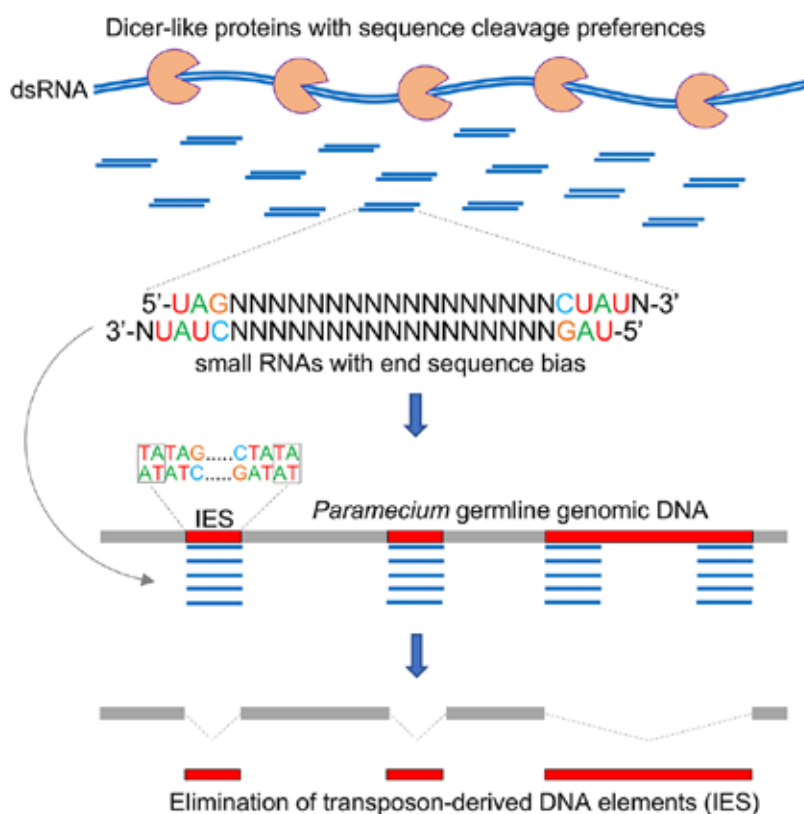 Dicer-like proteins with sequence cleavage preferences
dsRNA
5'-UAGNNNNNNNNNNNNNNNNNCUAUN-3'
3'-NUAUCNNNNNNNNNNNNNNNNNGAU-5'
small RNAs with end sequence bias
TATAG.....CTATA
ATATC....GATAT
IES
Paramecium germline genomic DNA
Elimination of transposon-derived DNA elements (IES)